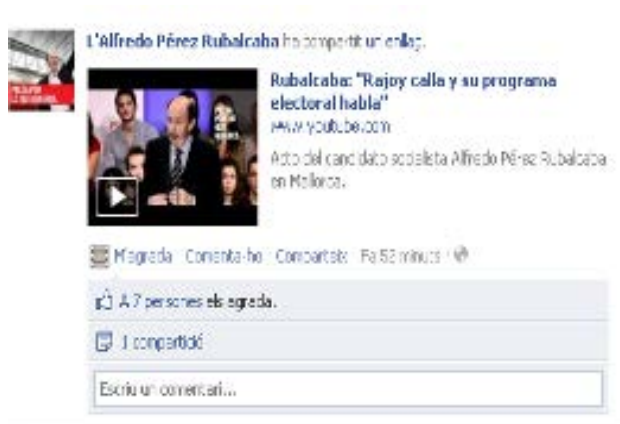 L'Alfredo Pérez Rubalcaba ha compartit un enllaç.
Rubalcaba: "Rajoy calla y su programa
electoral habla"
www.youtube.com
Acto del candidato socialista Alfredo Pérez Rubalcaba
en Mallorca.
M'agrada · Comenta-ho · Comparteix · Fa 52 minuts ·
A 7 persones els agrada.
1 compartició
Escriu un comentari...